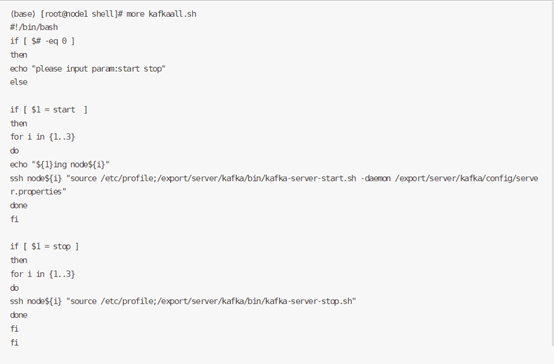 (base) [root@node1 shell]# more kafkaall.sh
#!/bin/bash
if [ $# -eq 0 ]
then
echo "please input param:start stop"
else

if [ $1 = start  ]
then
for i in {1..3}
do
echo "${1}ing node${i}"
ssh node${i} "source /etc/profile;/export/server/kafka/bin/kafka-server-start.sh -daemon /export/server/kafka/config/serve
r.properties"
done
fi

if [ $1 = stop ]
then
for i in {1..3}
do
ssh node${i} "source /etc/profile;/export/server/kafka/bin/kafka-server-stop.sh"
done
fi
fi